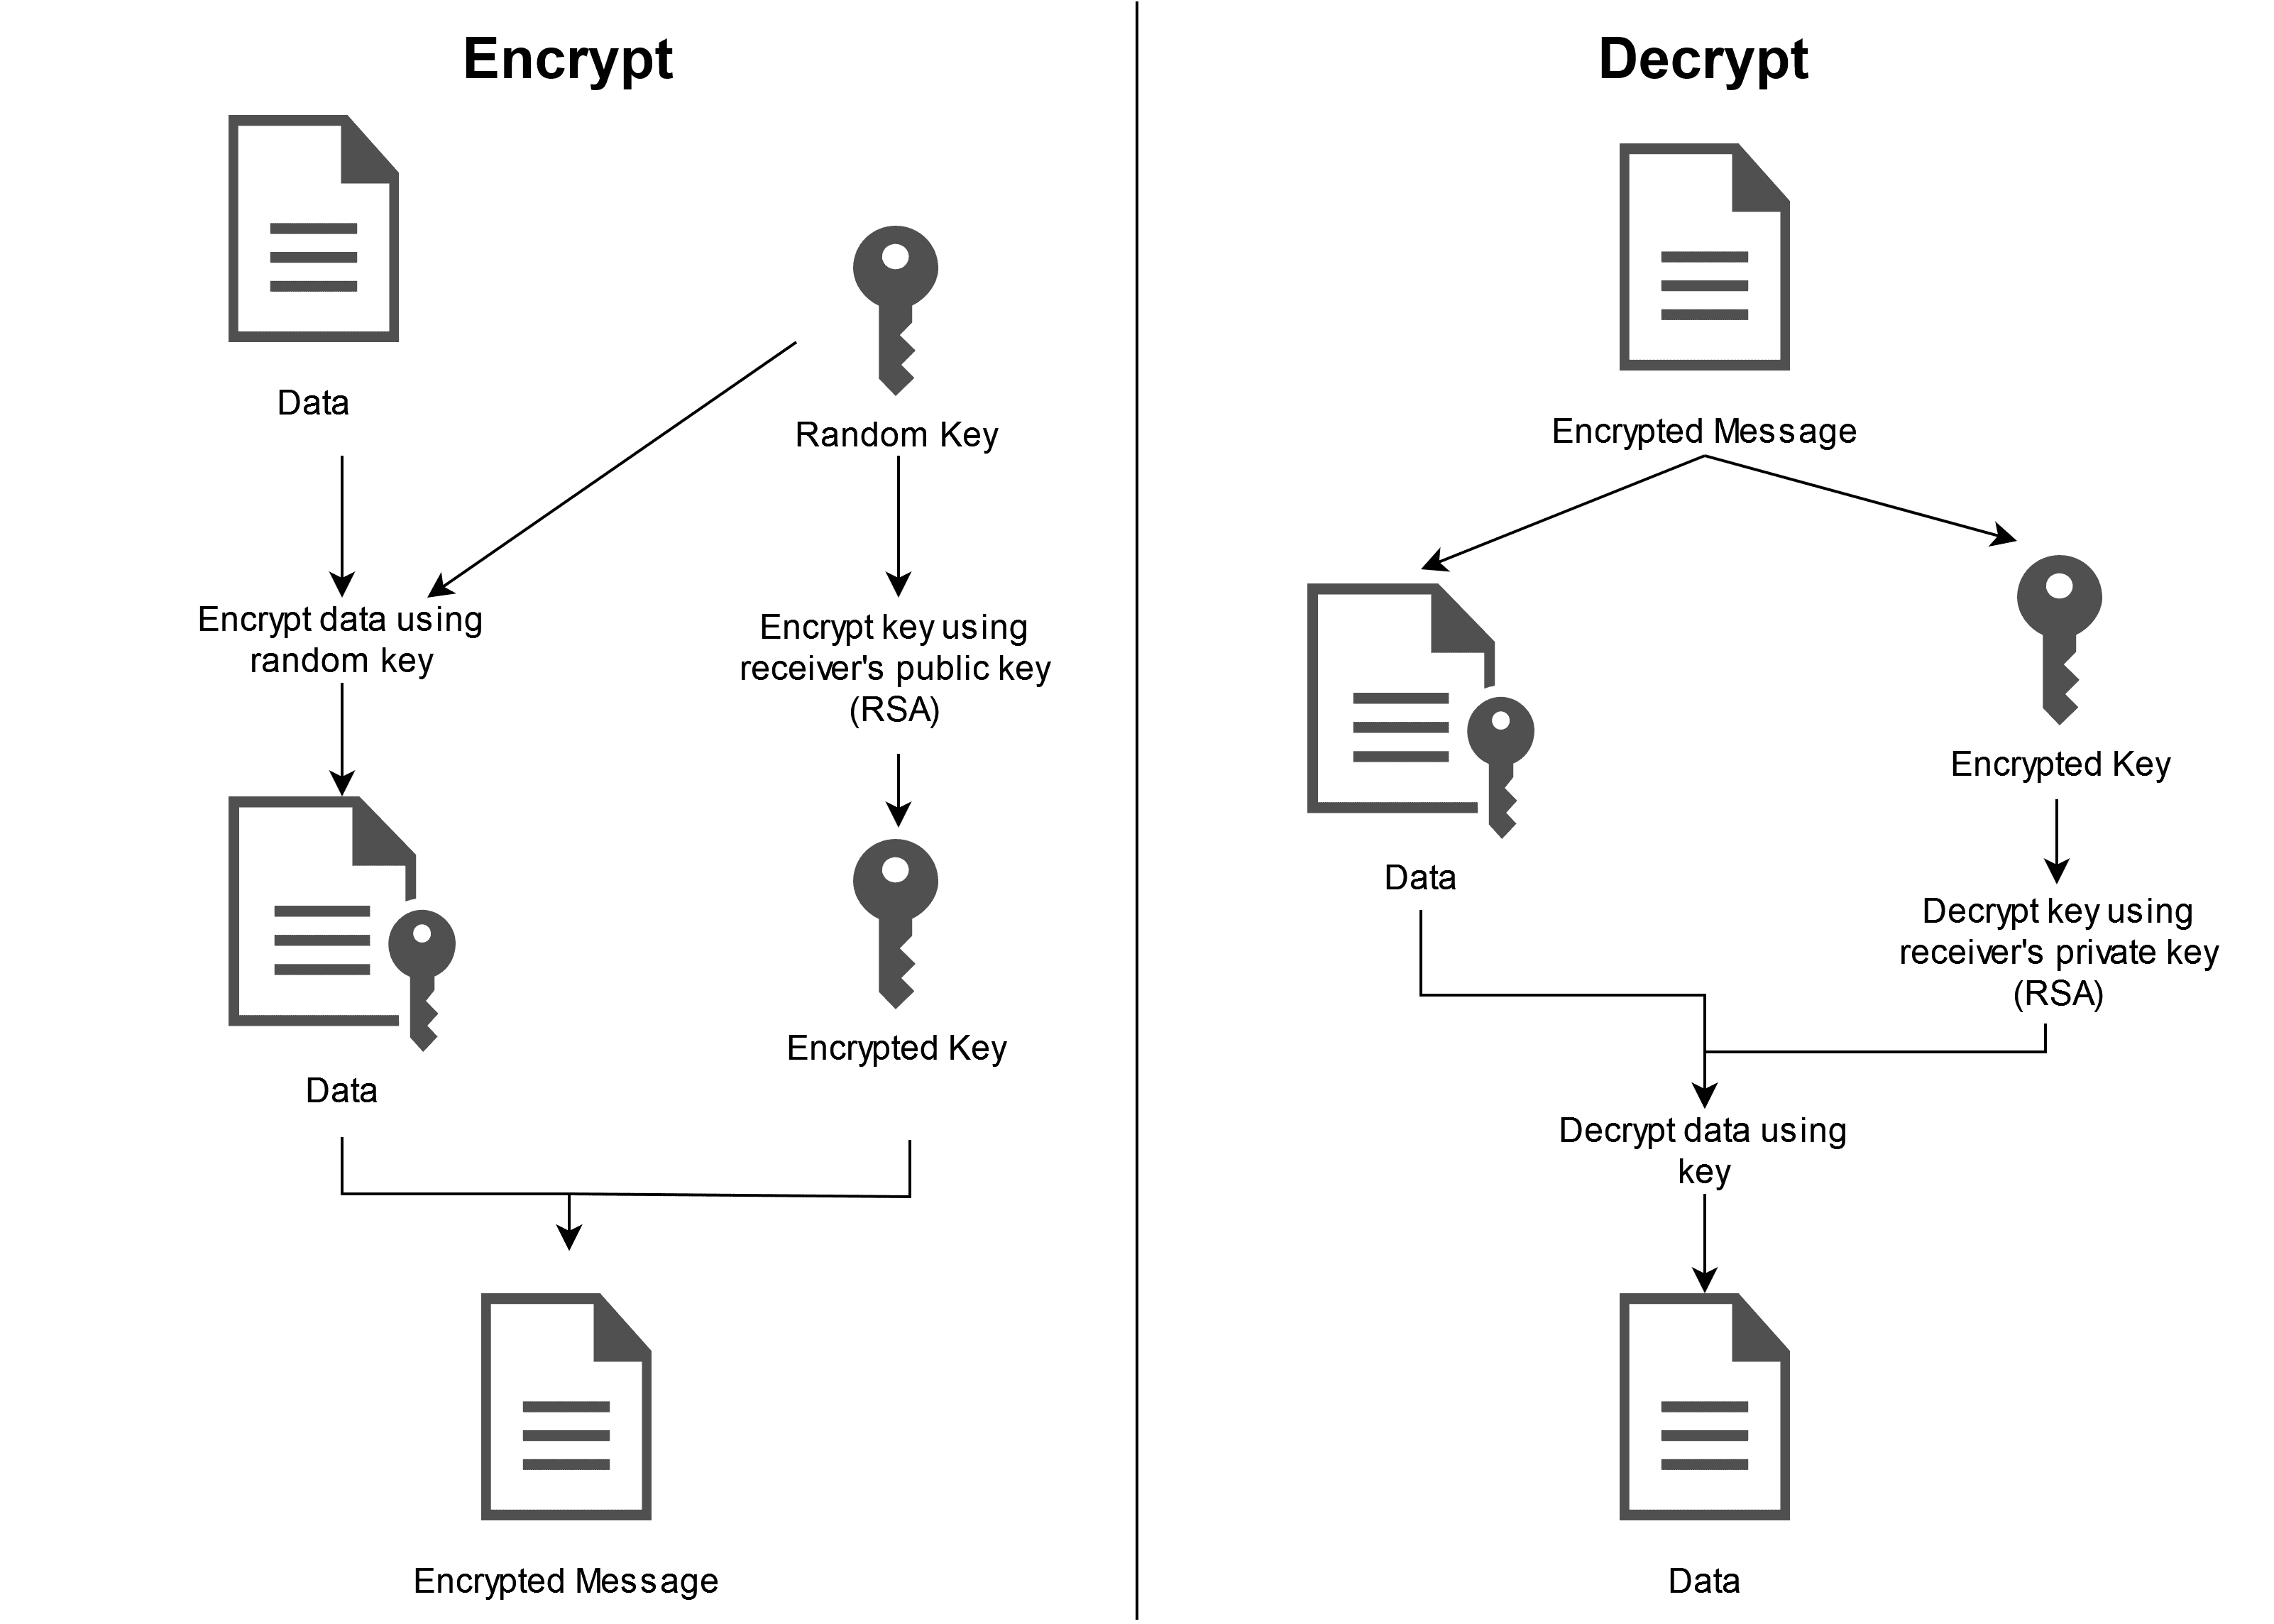 Encrypt
Data
Random Key
Encrypt data using
random key
Encrypt key using
receiver's public key
(RSA)
Data
Encrypted Key
Encrypted Message
Decrypt
Encrypted Message
Data
Encrypted Key
Decrypt key using
receiver's private key
(RSA)
Decrypt data using
key
Data